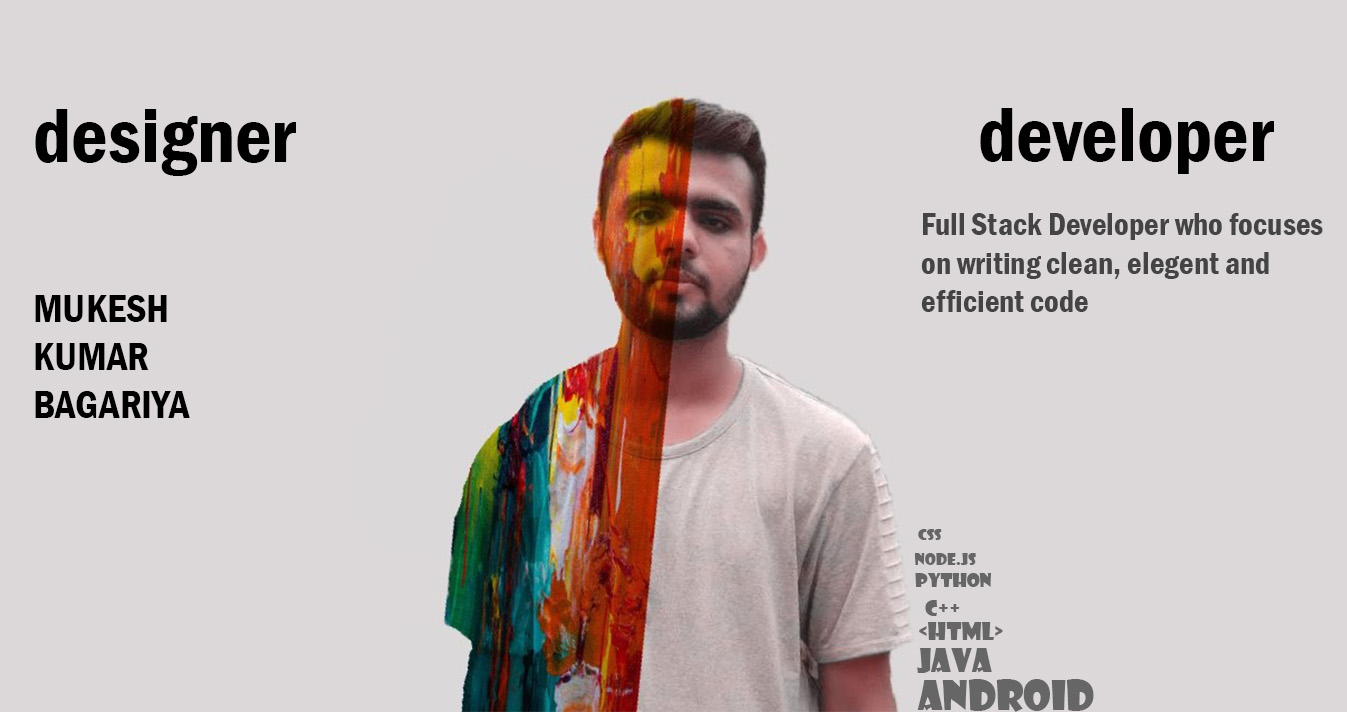 designer
MUKESH
KUMAR
BAGARIYA
developer
Full Stack Developer who focuses
on writing clean, elegent and
efficient code
CSS
NODE.JS
PYTHON
C++
<HTML>
JAVA
ANDROID